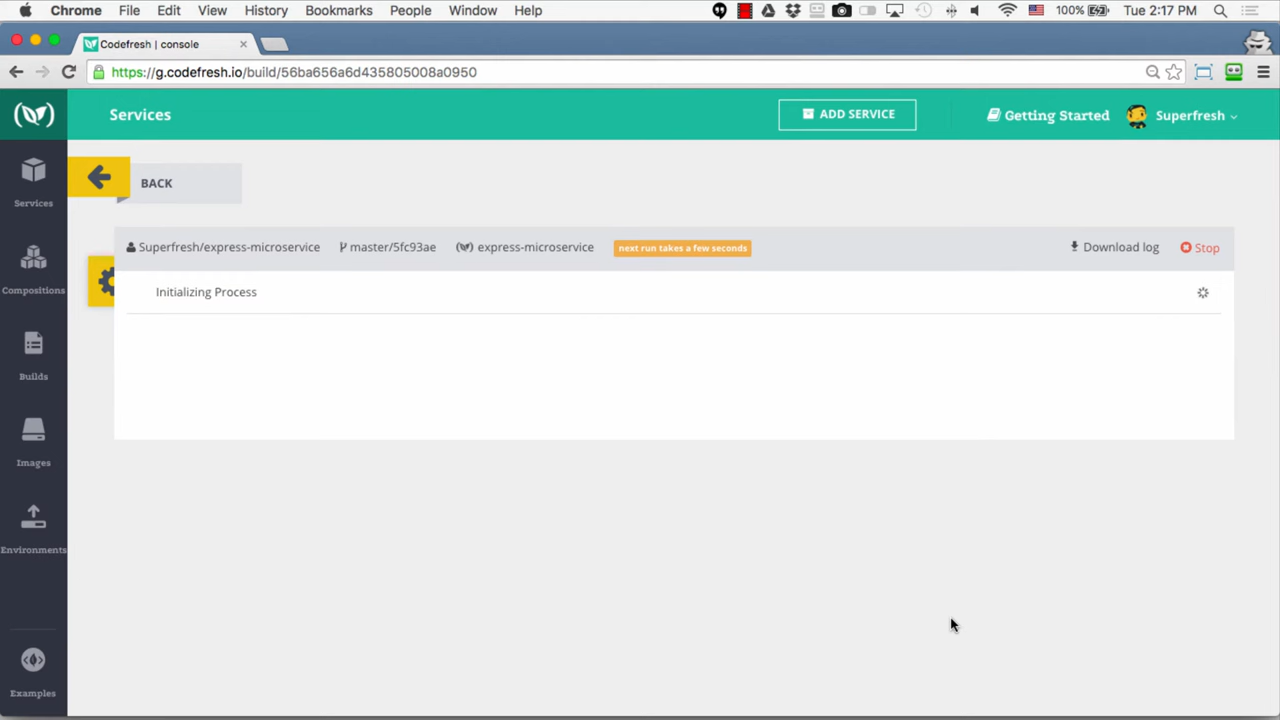 Chrome File Edit View History Bookmarks People Window Help 100% Tue 2:17 PM
Codefresh | console
https://g.codefresh.io/build/56ba656a6d435805008a0950
Services ADD SERVICE Getting Started Superfresh
BACK
Services
Superfresh/express-microservice master/5fc93ae express-microservice next run takes a few seconds Download log Stop
Compositions
Initializing Process
Builds
Images
Environments
Examples